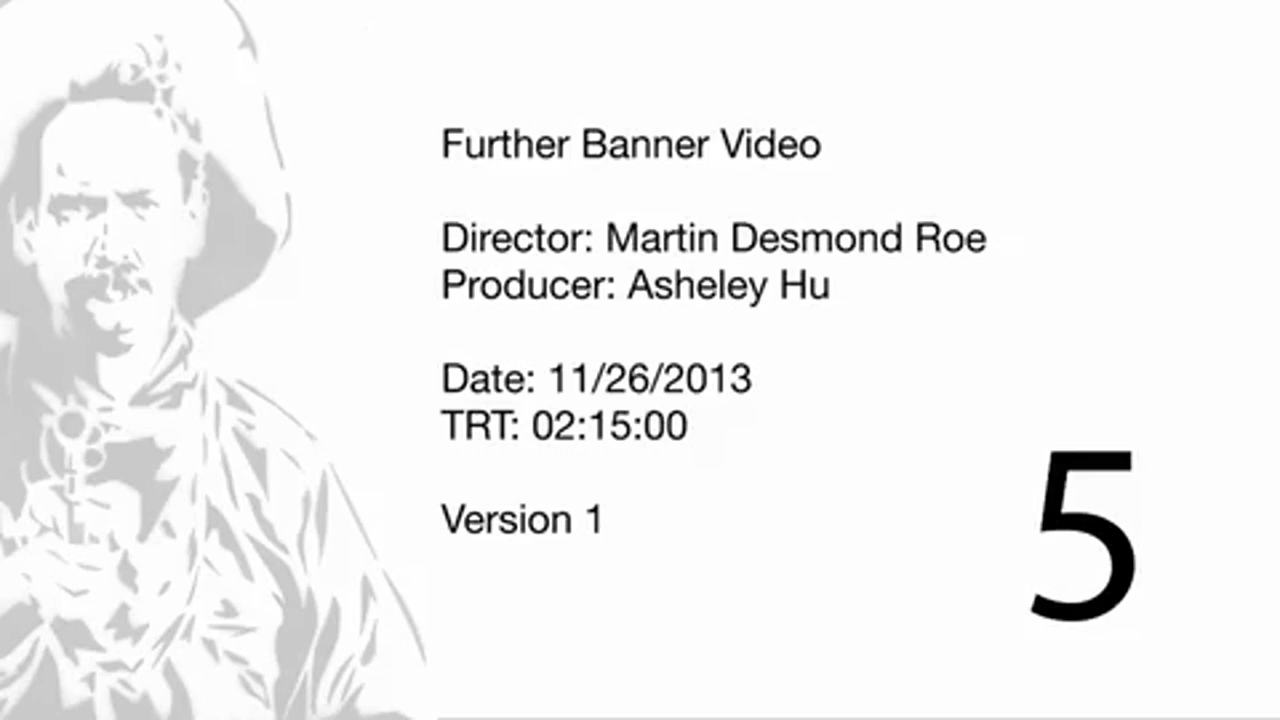 Further Banner Video
Director: Martin Desmond Roe
Producer: Asheley Hu
Date: 11/26/2013
TRT: 02:15:00
Version 1
5